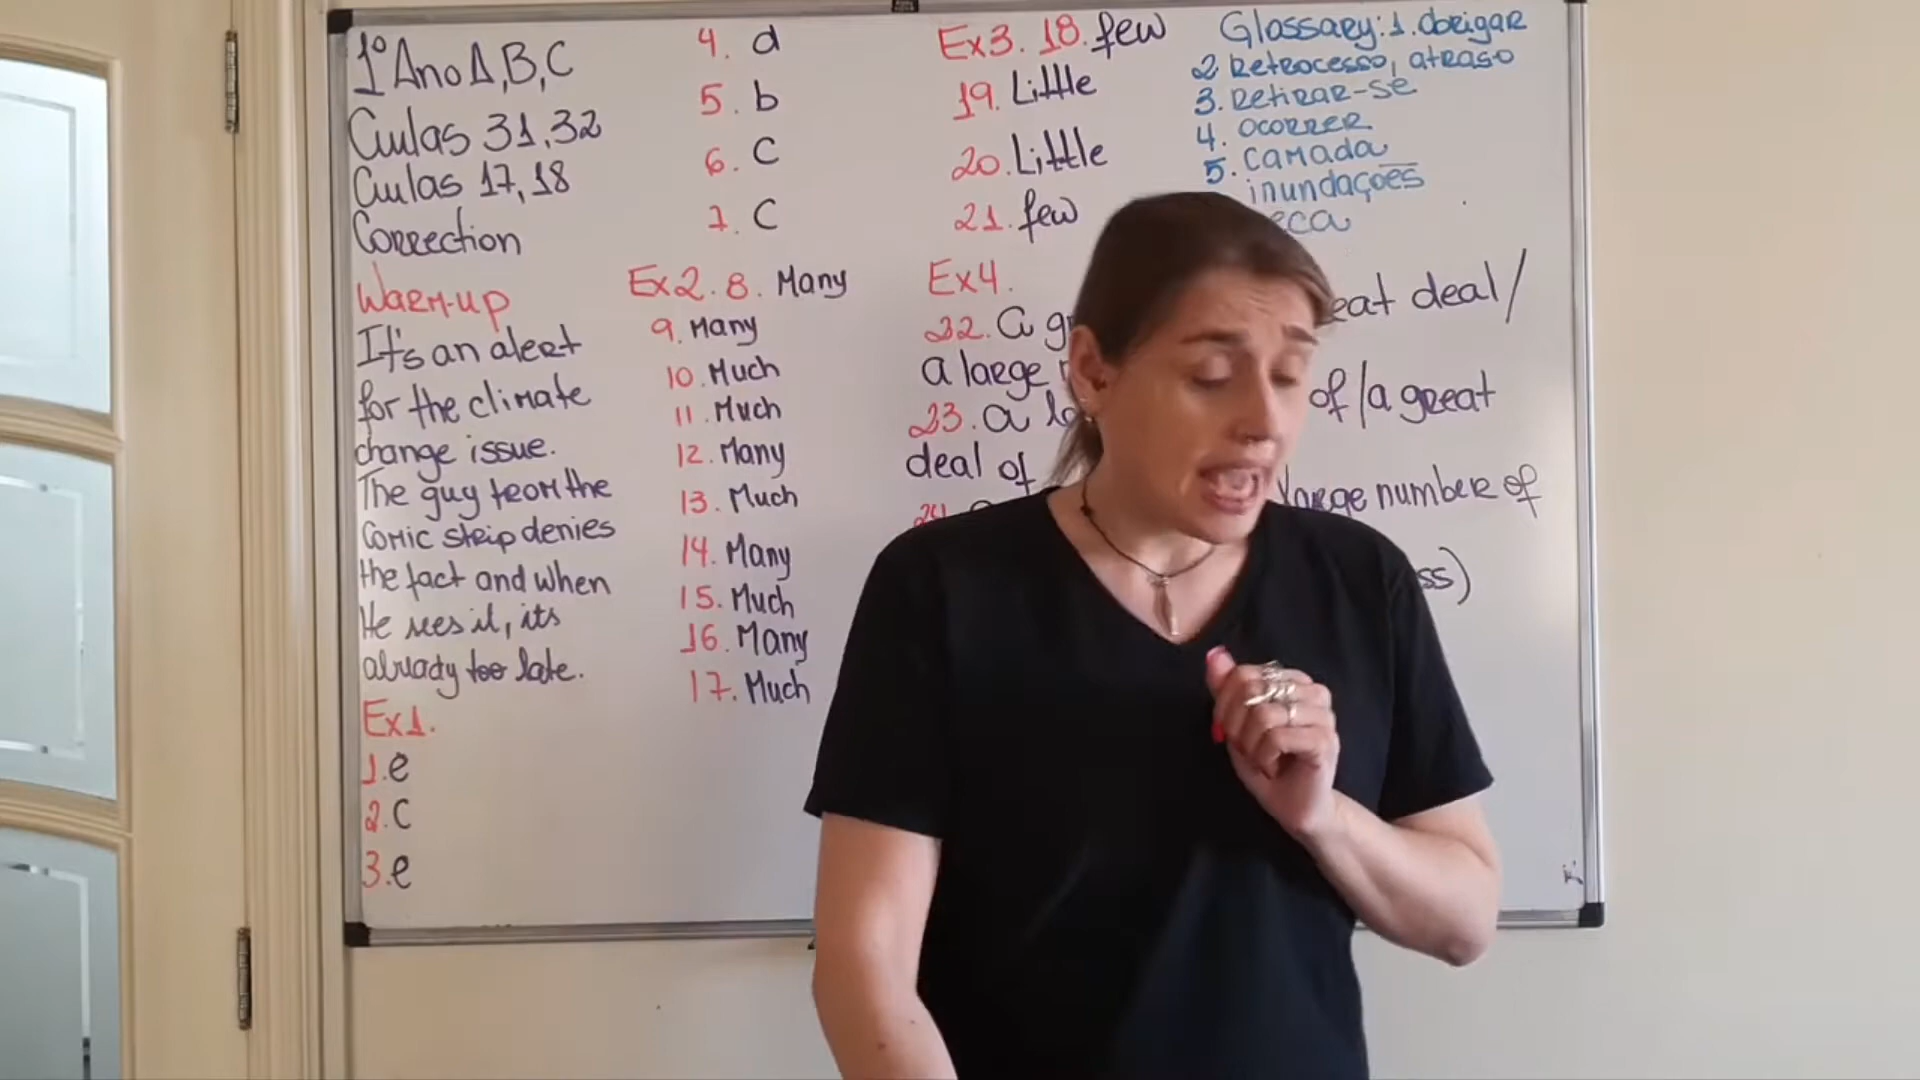 1º Ano A, B, C
Aulas 31, 32
Aulas 17, 18
Correction
Warm-up
It's an alert
for the climate
change issue.
The guy from the
Comic strip denies
the fact and when
He sees it, its
already too late.
Ex1.
1. e
2. C
3. e
4. d
5. b
6. C
7. C
Ex2. 8. Many
9. Many
10. Much
11. Much
12. Many
13. Much
14. Many
15. Much
16. Many
17. Much
Ex3. 18. few
19. Little
20. Little
21. few
Ex4.
22. a eat deal/
a large of/a great
23. a
deal of large number of
24.
Glossary: 1. obrigar
2 Retrocesso, atraso
3. Retirar-se
4. ocorrer
5. camada
inundações